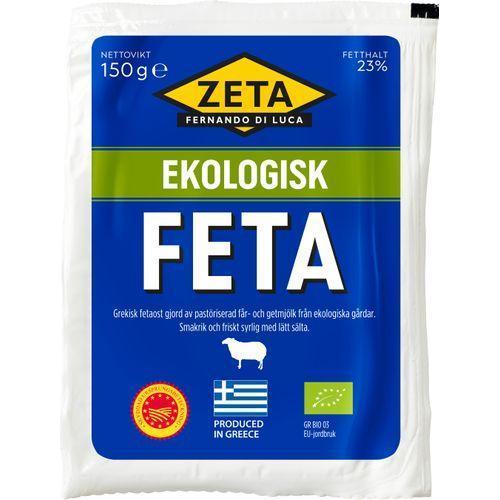 NETTOVIKT
150 g ℮
FETTHALT
23%
ZETA
FERNANDO DI LUCA
EKOLOGISK
FETA
Grekisk fetaost gjord av pastöriserad får- och getmjölk från ekologiska gårdar.
Smakrik och friskt syrlig med lätt sälta.
PRODUCED
IN GREECE
GR BIO 03
EU-jordbruk